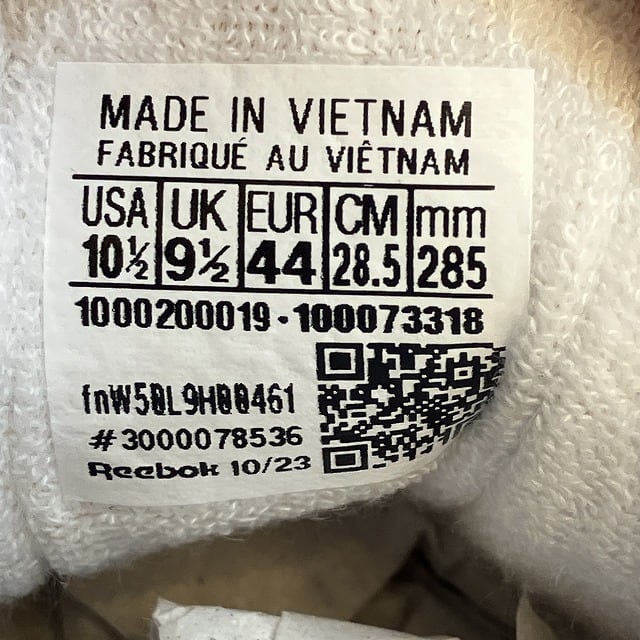 MADE IN VIETNAM
FABRIQUÉ AU VIÊTNAM
USA UK EUR CM mm
10½ 9½ 44 28.5 285
1000200019 - 100073318
fnW50L9H00461
#3000078536
Reebok 10/23